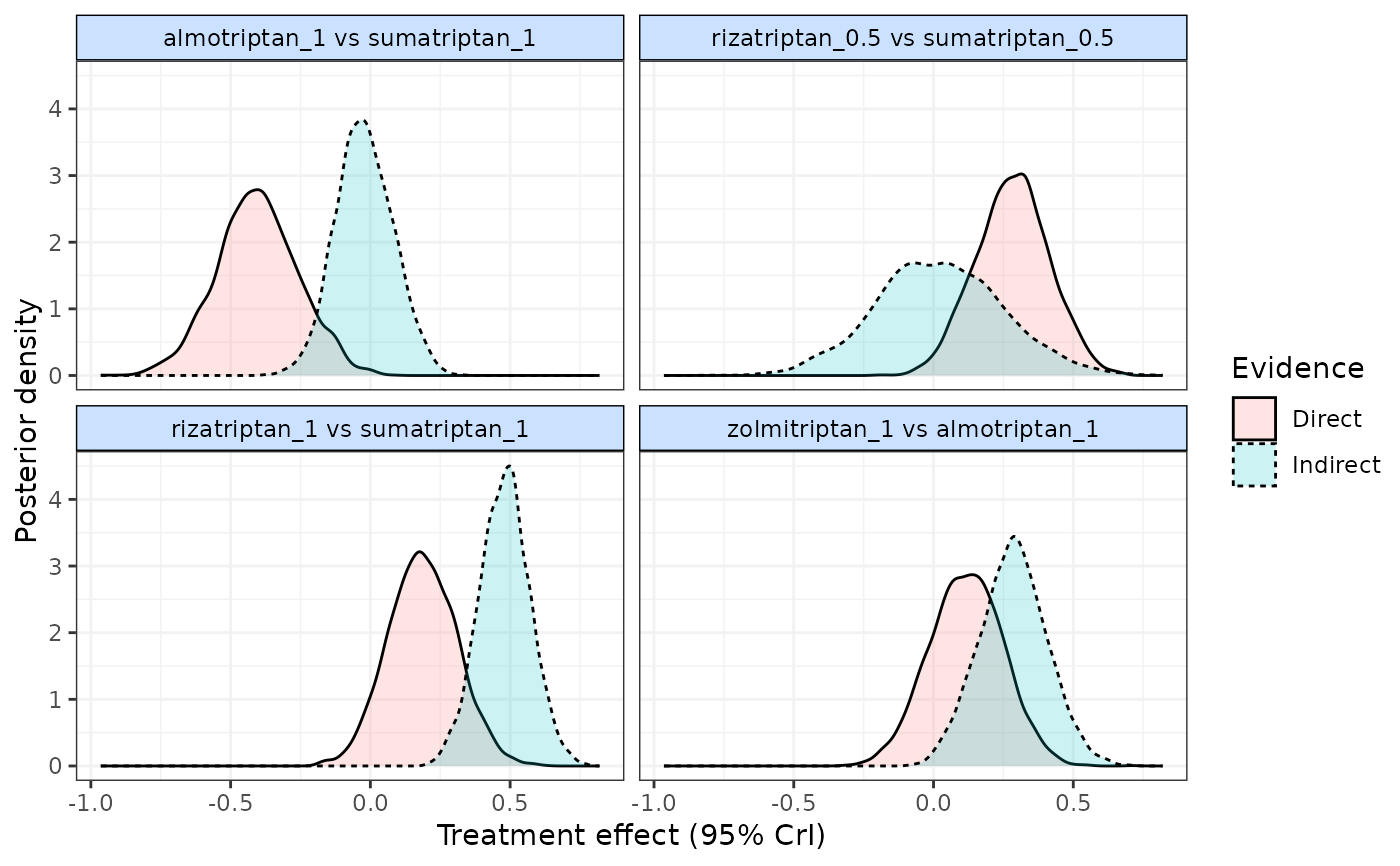 almotriptan_1 vs sumatriptan_1
rizatriptan_0.5 vs sumatriptan_0.5
4
3
2
1
0
rizatriptan_1 vs sumatriptan_1
zolmitriptan_1 vs almotriptan_1
4
3
2
1
0
-1.0 -0.5 0.0 0.5
-1.0 -0.5 0.0 0.5
Treatment effect (95% CrI)
Posterior density
Evidence
Direct
Indirect